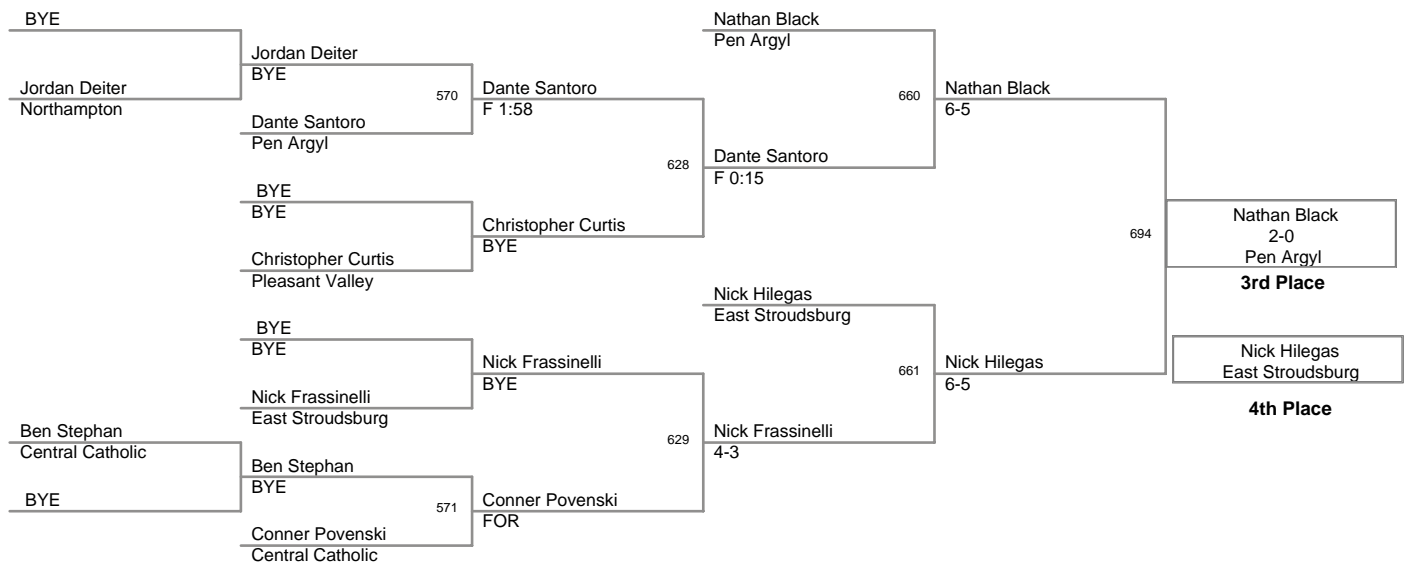 BYE
Jordan Deiter
Northampton
Jordan Deiter
BYE
570
Dante Santoro
Pen Argyl
Dante Santoro
F 1:58
BYE
BYE
Christopher Curtis
Pleasant Valley
Christopher Curtis
BYE
628
Nathan Black
Pen Argyl
Dante Santoro
F 0:15
660
Nathan Black
6-5
BYE
BYE
Nick Frassinelli
East Stroudsburg
Nick Frassinelli
BYE
Ben Stephan
Central Catholic
BYE
Ben Stephan
BYE
571
Conner Povenski
Central Catholic
Conner Povenski
FOR
629
Nick Hilegas
East Stroudsburg
Nick Frassinelli
4-3
661
Nick Hilegas
6-5
694
Nathan Black
2-0
Pen Argyl
3rd Place
Nick Hilegas
East Stroudsburg
4th Place